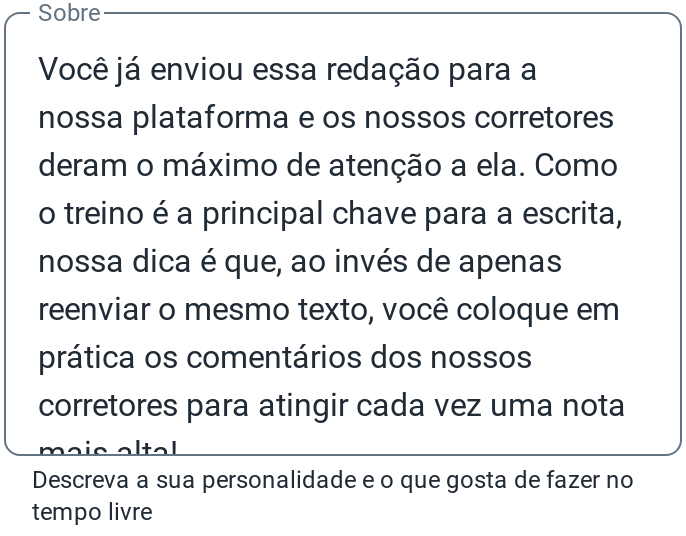 Sobre
Você já enviou essa redação para a
nossa plataforma e os nossos corretores
deram o máximo de atenção a ela. Como
o treino é a principal chave para a escrita,
nossa dica é que, ao invés de apenas
reenviar o mesmo texto, você coloque em
prática os comentários dos nossos
corretores para atingir cada vez uma nota
mais alta!
Descreva a sua personalidade e o que gosta de fazer no
tempo livre